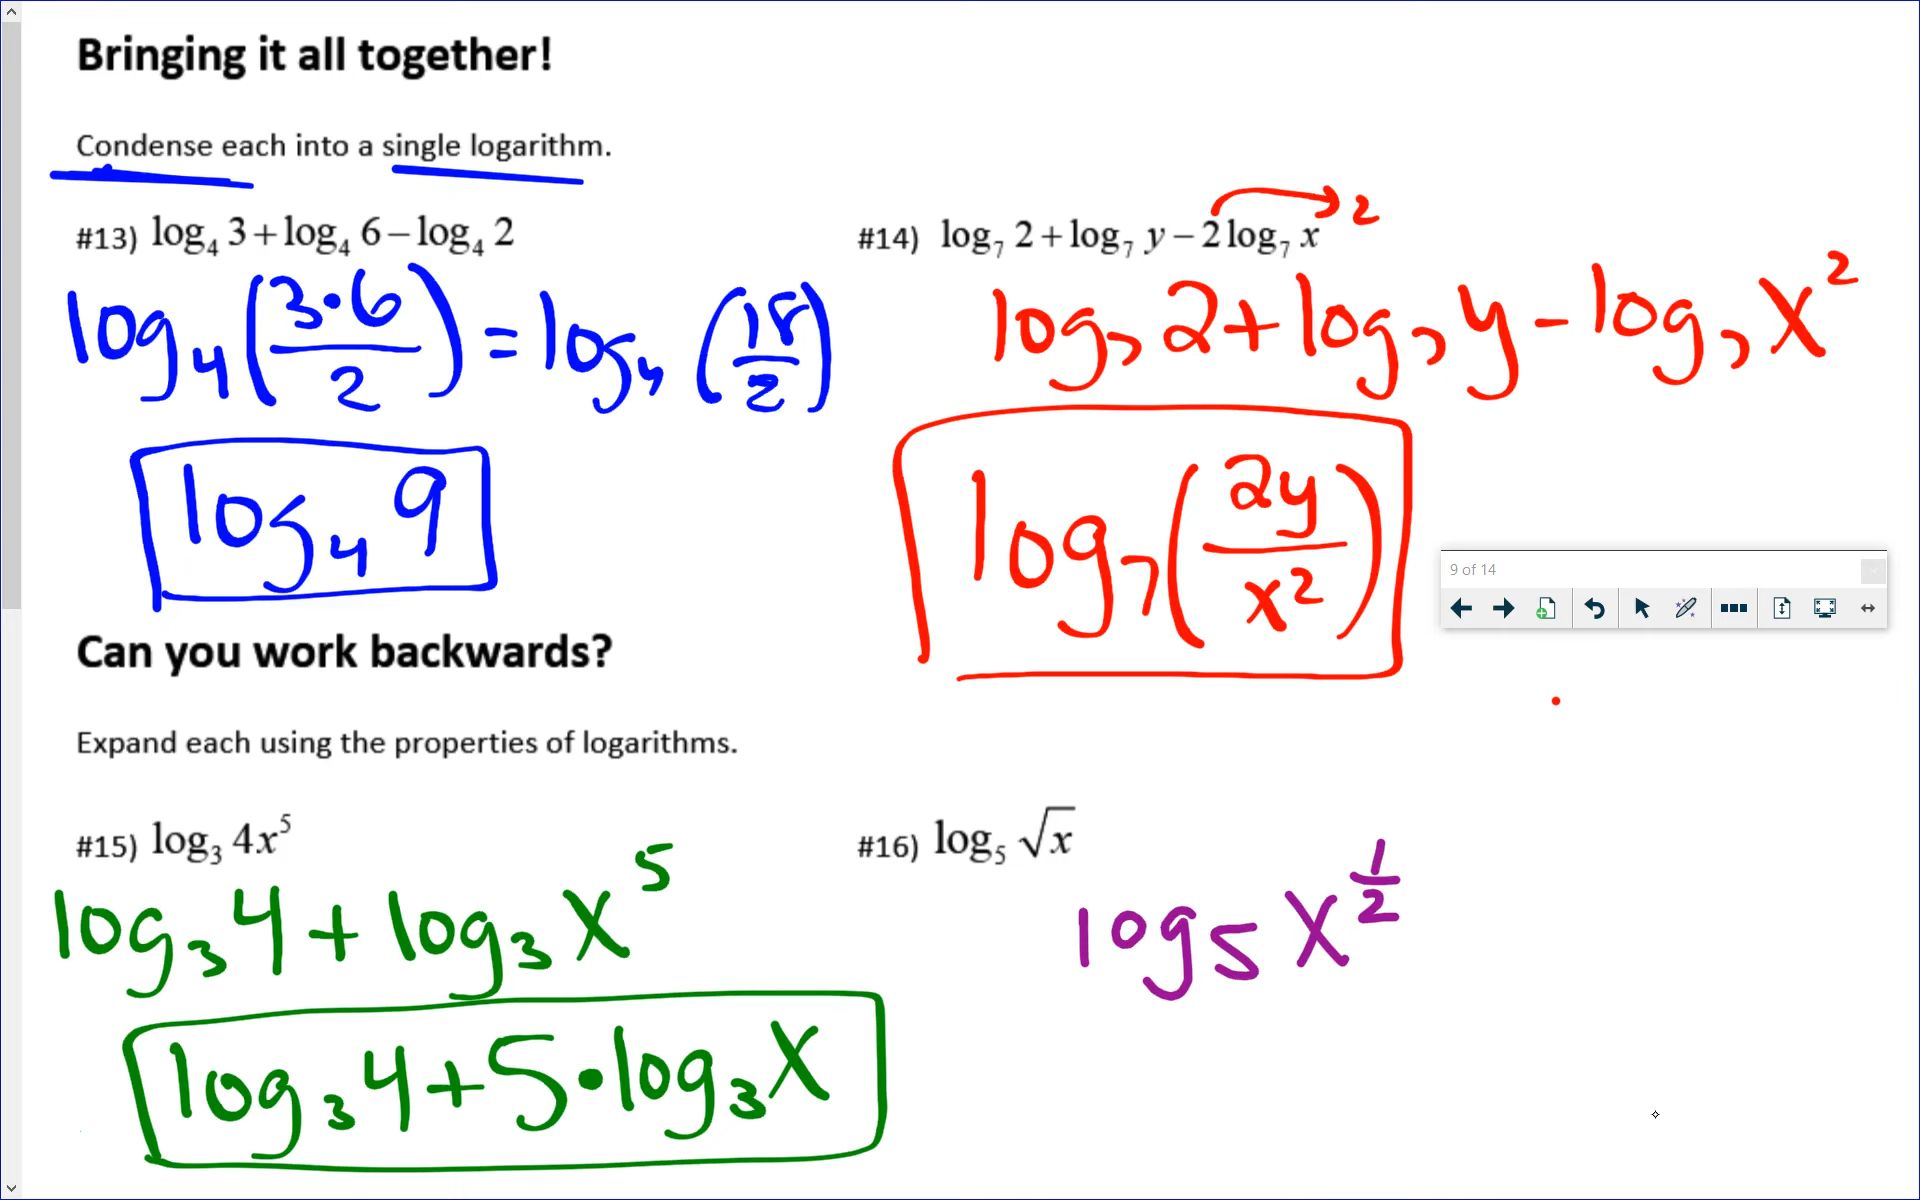 Bringing it all together!
Condense each into a single logarithm.
#13) log₄ 3 + log₄ 6 − log₄ 2
log₄ (3·6/2) = log₄ (18/2)
log₄ 9
#14) log₇ 2 + log₇ y − 2 log₇ x 2
log₇ 2 + log₇ y − log₇ x²
log₇ (2y/x²)
9 of 14
Can you work backwards?
Expand each using the properties of logarithms.
#15) log₃ 4x⁵
log₃ 4 + log₃ x⁵
log₃ 4 + 5 · log₃ x
#16) log₅ √x
log₅ x^(1/2)